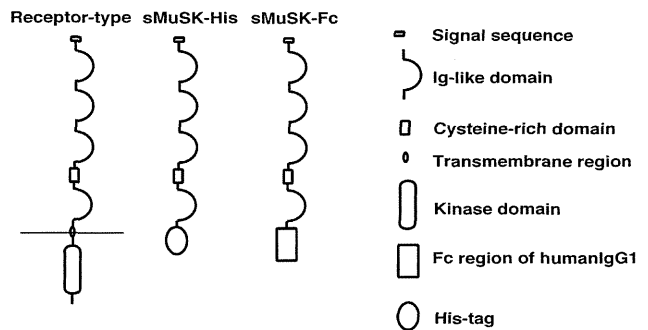 Receptor-type sMuSK-His sMuSK-Fc
Signal sequence
Ig-like domain
Cysteine-rich domain
Transmembrane region
Kinase domain
Fc region of humanIgG1
His-tag